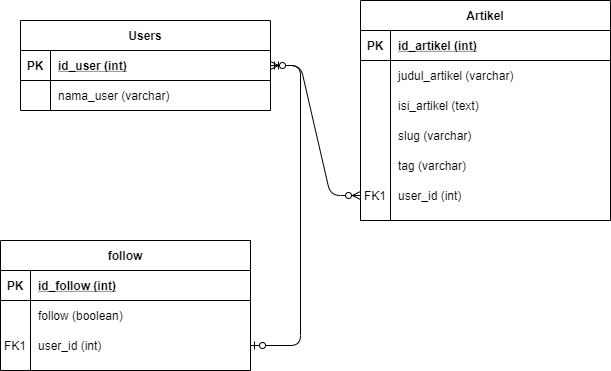 Users
PK id_user (int)
nama_user (varchar)
Artikel
PK id_artikel (int)
judul_artikel (varchar)
isi_artikel (text)
slug (varchar)
tag (varchar)
FK1 user_id (int)
follow
PK id_follow (int)
follow (boolean)
FK1 user_id (int)